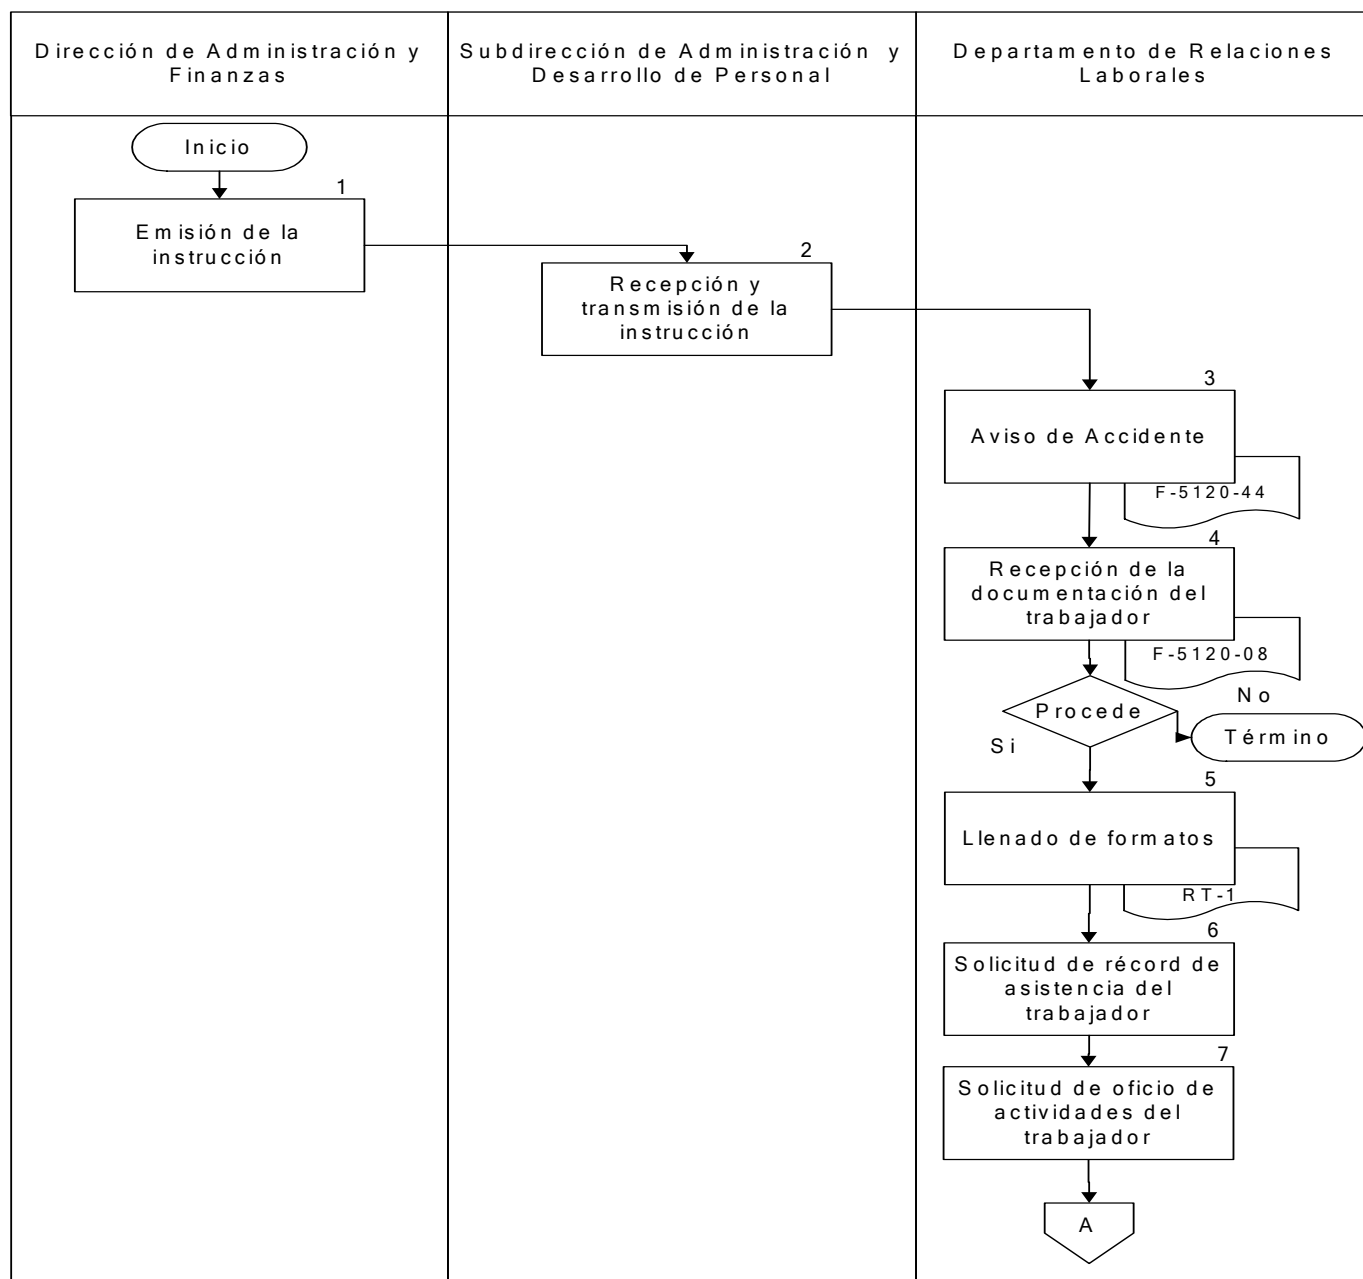 Dirección de Administración y
Finanzas
Subdirección de Administración y
Desarrollo de Personal
Departamento de Relaciones
Laborales
Inicio
1
Emisión de la
instrucción
2
Recepción y
transmisión de la
instrucción
3
Aviso de Accidente
F-5120-44
4
Recepción de la
documentación del
trabajador
F-5120-08
No
Procede
Término
Si
5
Llenado de formatos
RT-1
6
Solicitud de récord de
asistencia del
trabajador
7
Solicitud de oficio de
actividades del
trabajador
A